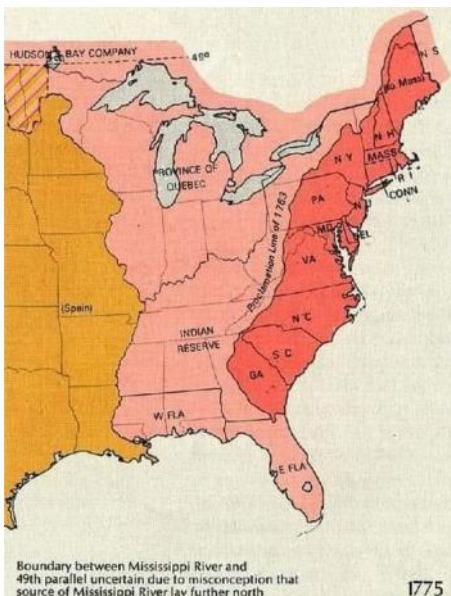 HUDSON'S BAY COMPANY
49°
N S
(to Mass)
N H
N Y
MASS
R I
CONN
PROVINCE OF
QUEBEC
PA
N J
MD
DEL
VA
Proclamation Line of 1763
(Spain)
N C
INDIAN
RESERVE
S C
GA
W. FLA
E. FLA
Boundary between Mississippi River and
49th parallel uncertain due to misconception that
source of Mississippi River lay further north
1775